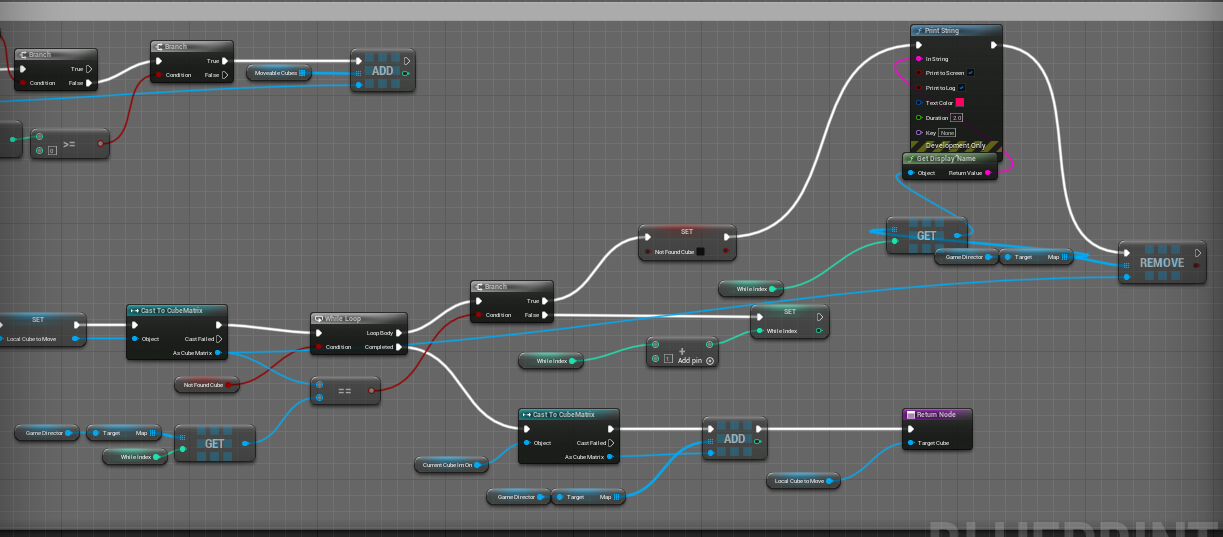 Branch
True
Condition
False
Branch
True
Condition
False
Moveable Cubes
ADD
0
>=
Print String
In String
Print to Screen
Print to Log
Text Color
Duration 2.0
Key None
Development Only
Get Display Name
Object Return Value
SET
Not Found Cube
GET
Game Director
Target Map
REMOVE
While Index
SET
Local Cube to Move
Cast To CubeMatrix
Object
Cast Failed
As Cube Matrix
While Loop
Loop Body
Condition
Completed
Branch
True
Condition
False
SET
While Index
While Index
+
1
Add pin
Not Found Cube
==
Game Director
Target Map
GET
While Index
Cast To CubeMatrix
Object
Cast Failed
As Cube Matrix
Current Cube Im On
Game Director
Target Map
ADD
Return Node
Target Cube
Local Cube to Move
BLUEPRINT